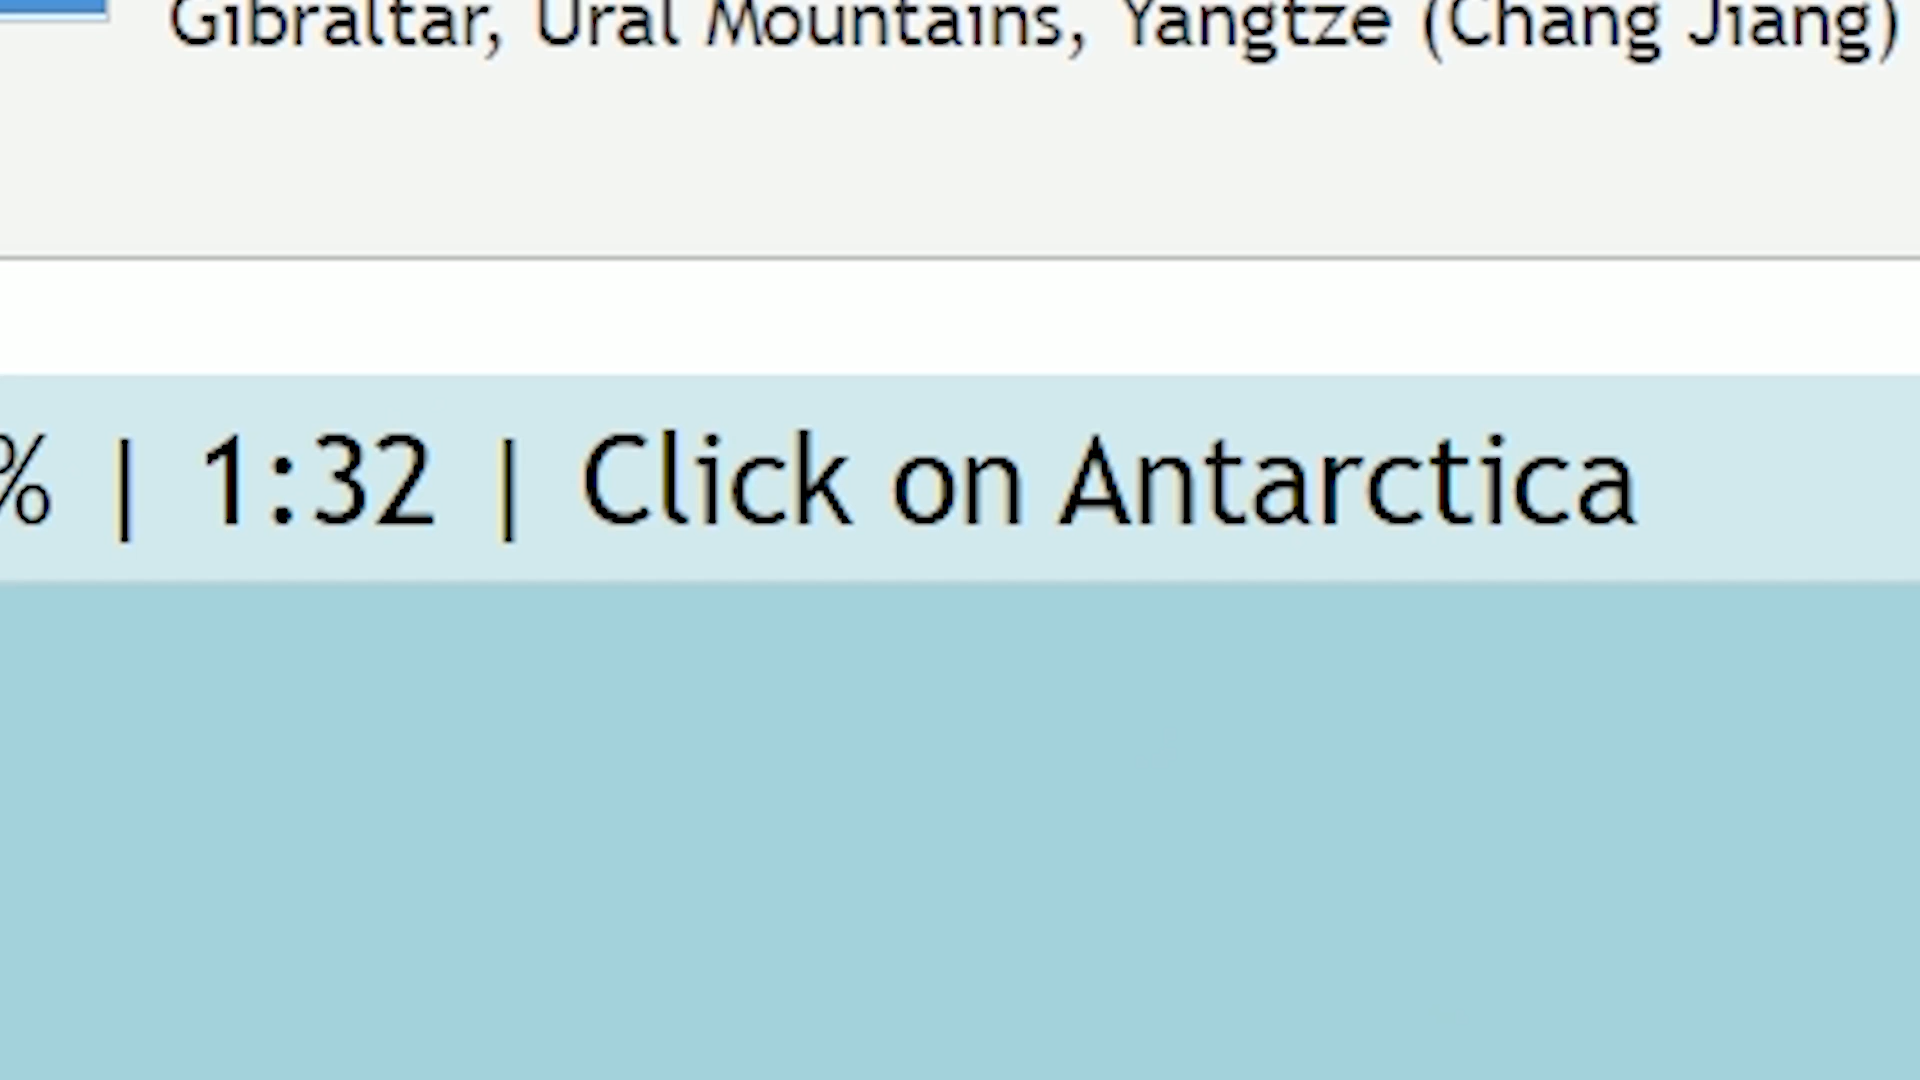 Gibraltar, Ural Mountains, Yangtze (Chang Jiang)
% | 1:32 | Click on Antarctica